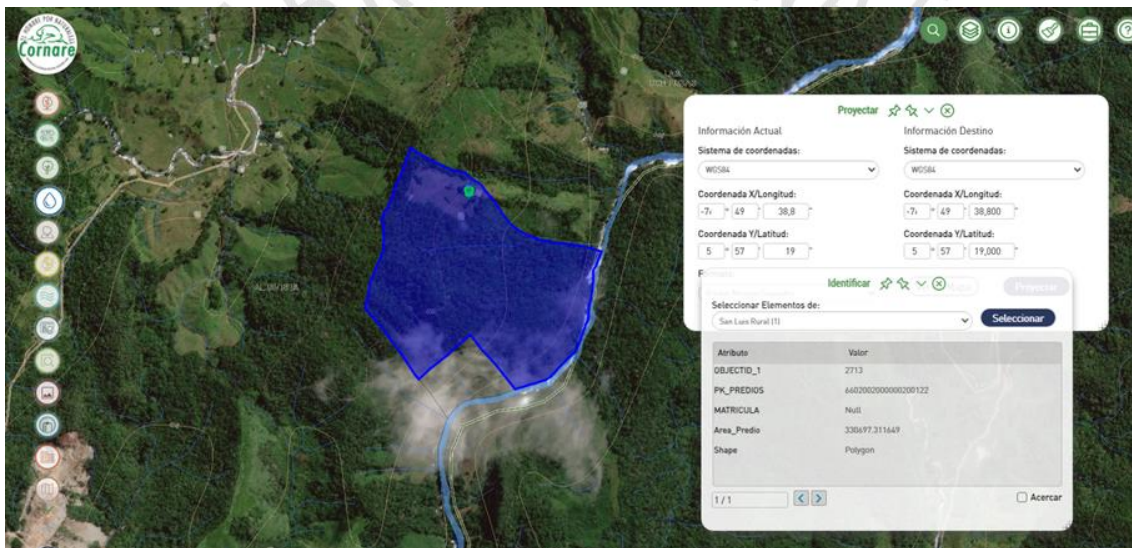 Cornare
Proyectar
Información Actual
Información Destino
Sistema de coordenadas:
Sistema de coordenadas:
WGS84
WGS84
Coordenada X/Longitud:
Coordenada X/Longitud:
-7 ° 49 ' 38,8 "
-7 ° 49 ' 38,800 "
Coordenada Y/Latitud:
Coordenada Y/Latitud:
5 ° 57 ' 19 "
5 ° 57 ' 19,000 "
Proyectar
Identificar
Seleccionar Elementos de:
San Luis Rural (1)
Seleccionar
Atributo Valor
OBJECTID_1 2713
PK_PREDIOS 6602002000000200122
MATRICULA Null
Area_Predio 330697.311649
Shape Polygon
1 / 1
Acercar